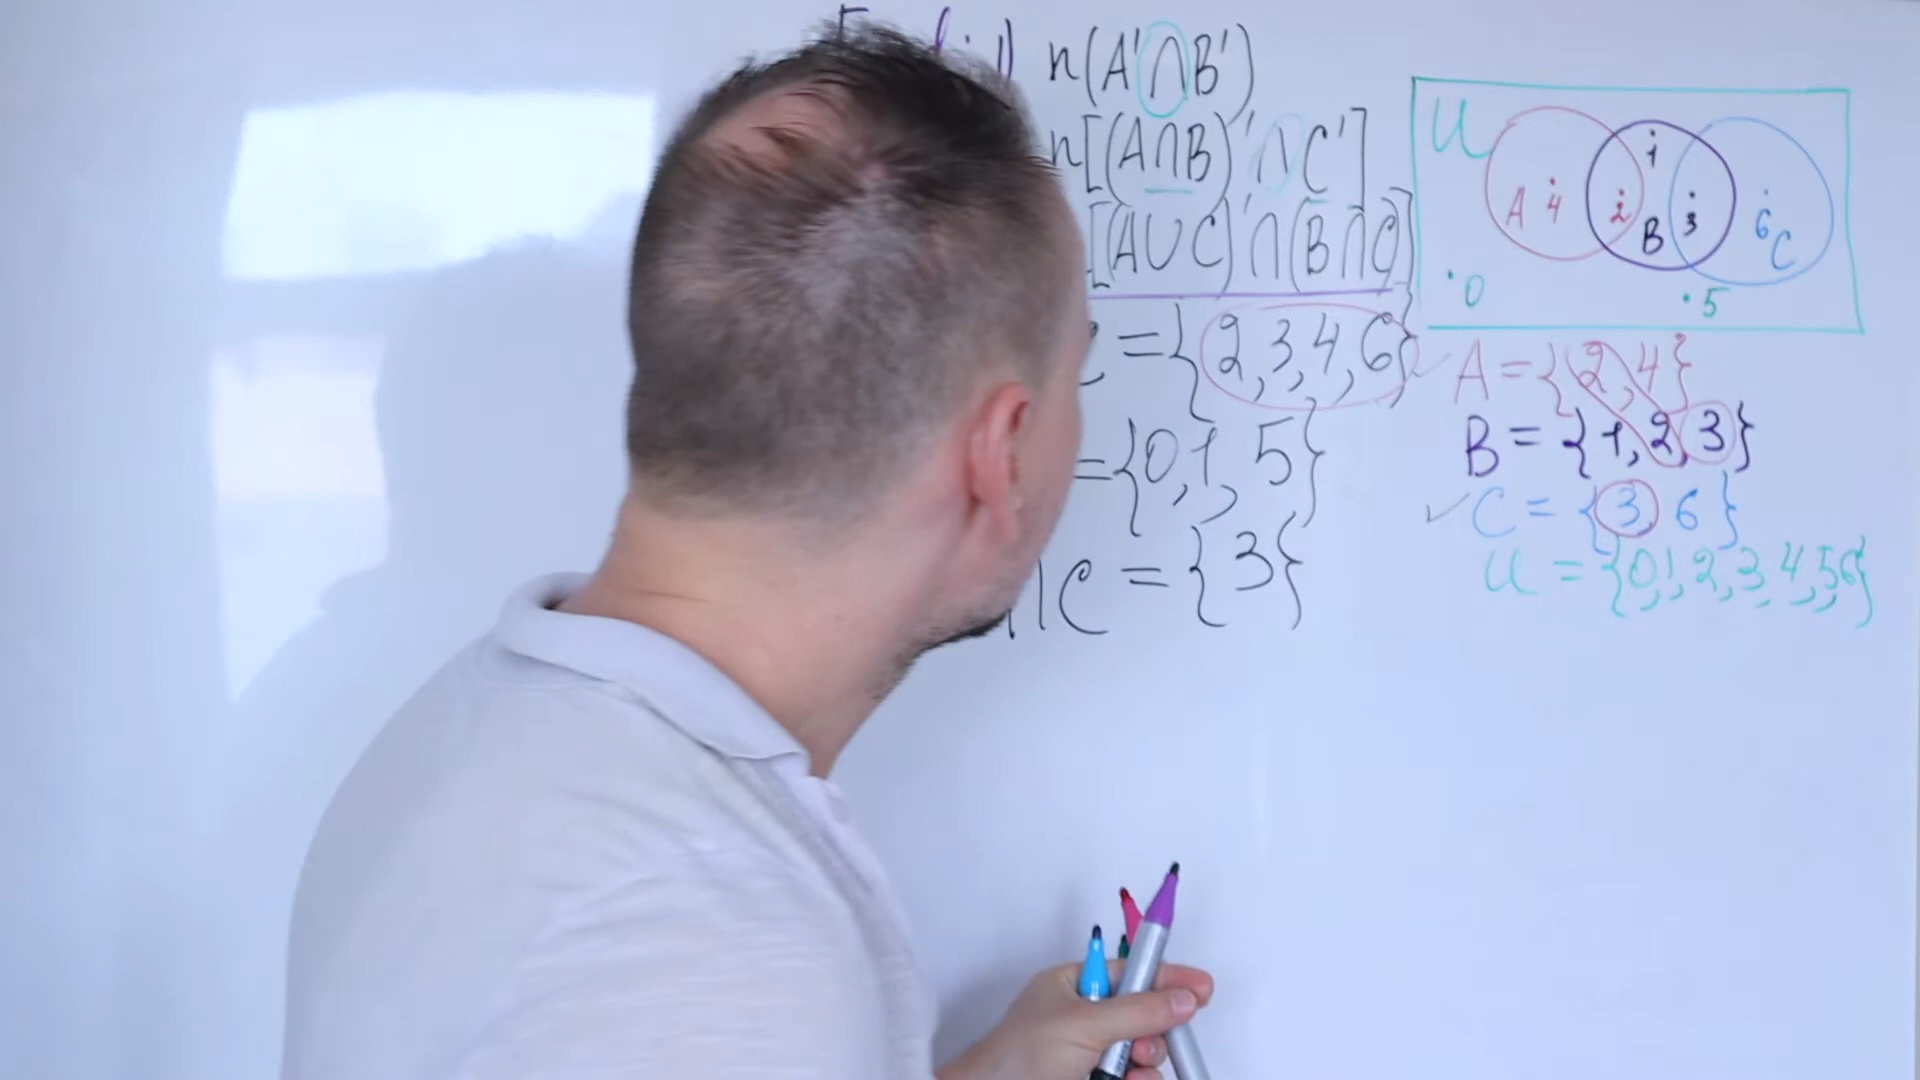 n(A'∩B')
n[(A∩B)'∩C']
[(A∪C)'∩(B∩C)]
={2,3,4,6}
={0,1,5}
∩C={3}
U
A 4 2 1 B 3 6 C
0 5
A={2,4}
B={1,2,3}
C={3,6}
U={0,1,2,3,4,5,6}